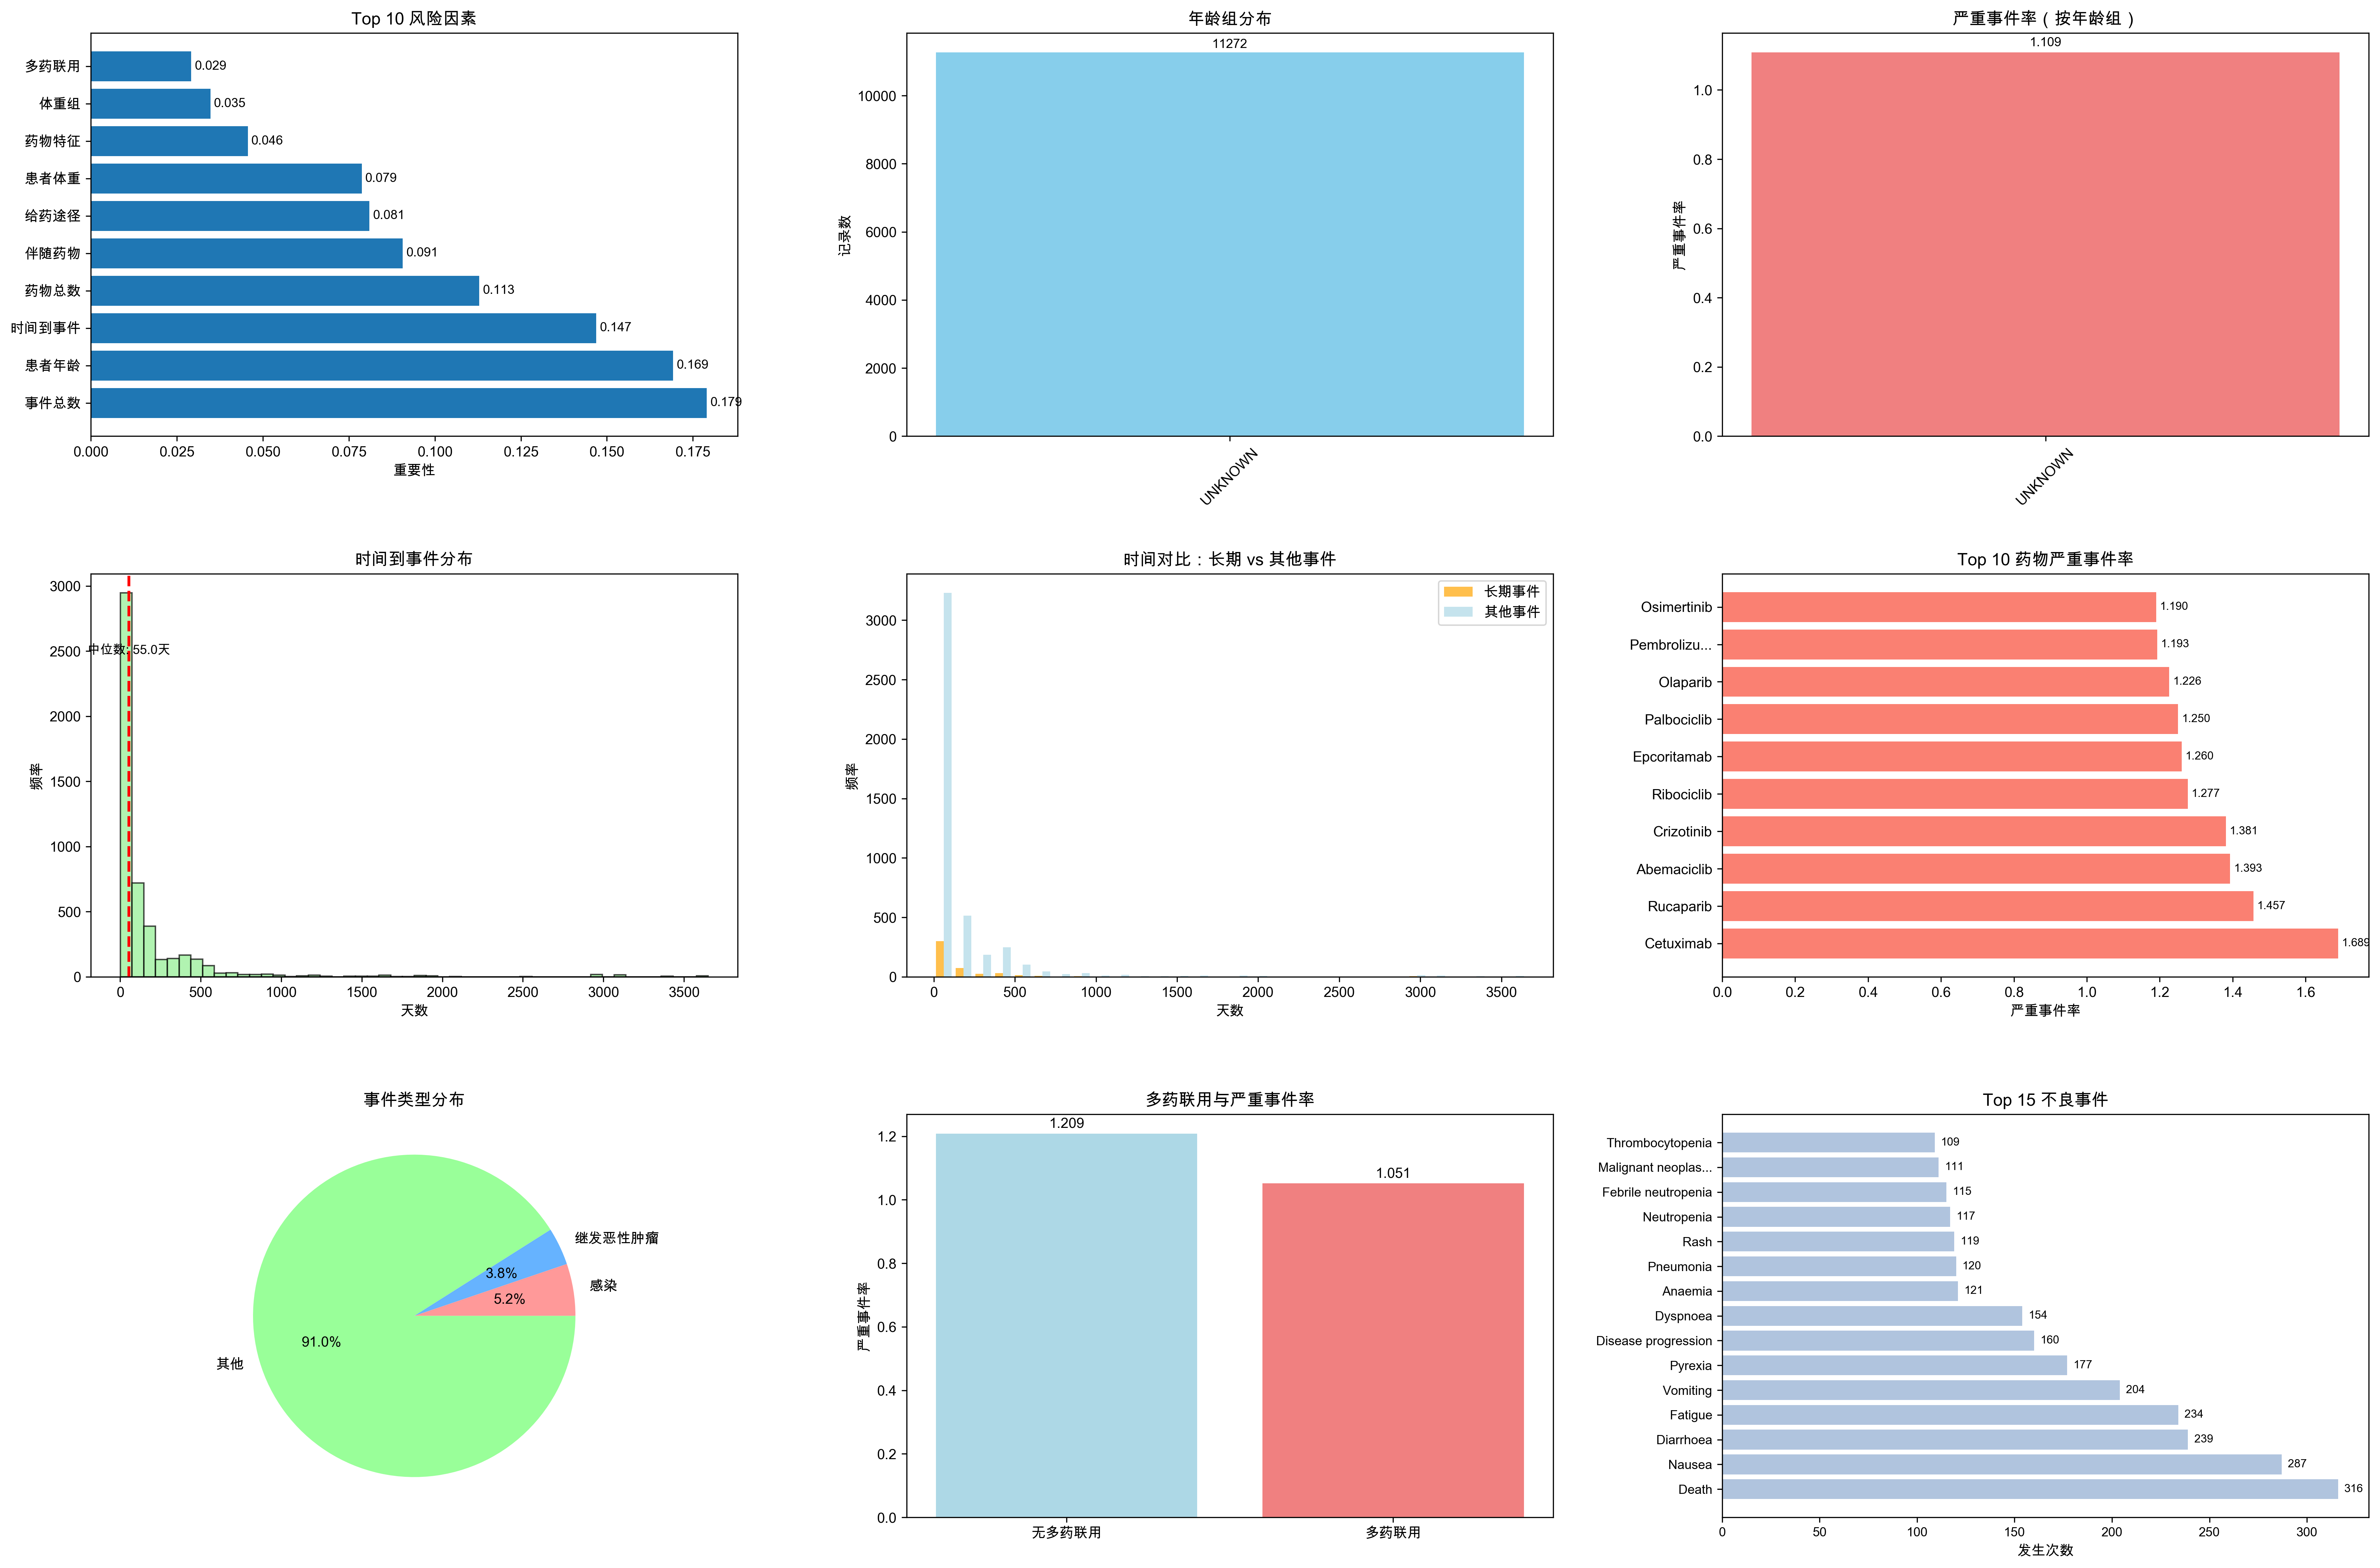 Top 10 风险因素
多药联用
0.029
体重组
0.035
药物特征
0.046
患者体重
0.079
给药途径
0.081
伴随药物
0.091
药物总数
0.113
时间到事件
0.147
患者年龄
0.169
事件总数
0.179
0.000 0.025 0.050 0.075 0.100 0.125 0.150 0.175
重要性
年龄组分布
11272
10000
8000
6000
4000
2000
0
记录数
UNKNOWN
严重事件率（按年龄组）
1.109
1.0
0.8
0.6
0.4
0.2
0.0
严重事件率
UNKNOWN
时间到事件分布
3000
2500
2000
1500
1000
500
0
频率
中位数: 55.0天
0 500 1000 1500 2000 2500 3000 3500
天数
时间对比：长期 vs 其他事件
长期事件
其他事件
3000
2500
2000
1500
1000
500
0
频率
0 500 1000 1500 2000 2500 3000 3500
天数
Top 10 药物严重事件率
Osimertinib
1.190
Pembrolizu...
1.193
Olaparib
1.226
Palbociclib
1.250
Epcoritamab
1.260
Ribociclib
1.277
Crizotinib
1.381
Abemaciclib
1.393
Rucaparib
1.457
Cetuximab
1.689
0.0 0.2 0.4 0.6 0.8 1.0 1.2 1.4 1.6
严重事件率
事件类型分布
继发恶性肿瘤
3.8%
感染
5.2%
91.0%
其他
多药联用与严重事件率
1.209
1.051
1.2
1.0
0.8
0.6
0.4
0.2
0.0
严重事件率
无多药联用
多药联用
Top 15 不良事件
Thrombocytopenia
109
Malignant neoplas...
111
Febrile neutropenia
115
Neutropenia
117
Rash
119
Pneumonia
120
Anaemia
121
Dyspnoea
154
Disease progression
160
Pyrexia
177
Vomiting
204
Fatigue
234
Diarrhoea
239
Nausea
287
Death
316
0 50 100 150 200 250 300
发生次数